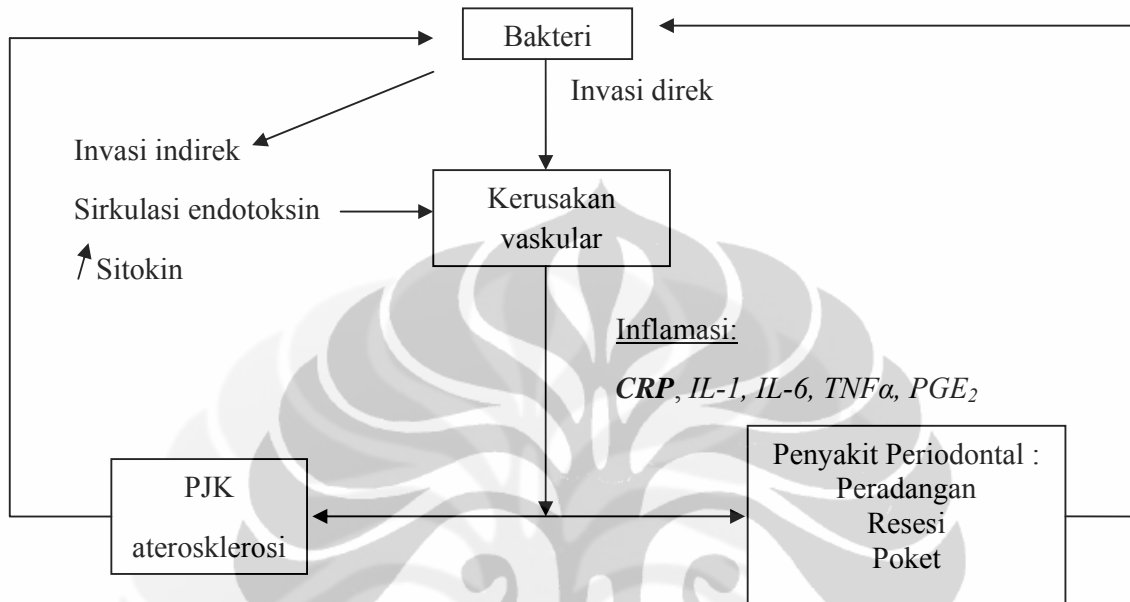 Bakteri
Invasi direk
Invasi indirek
Sirkulasi endotoksin
Sitokin
Kerusakan
vaskular
Inflamasi:
CRP, IL-1, IL-6, TNFα, PGE₂
PJK
aterosklerosi
Penyakit Periodontal :
Peradangan
Resesi
Poket